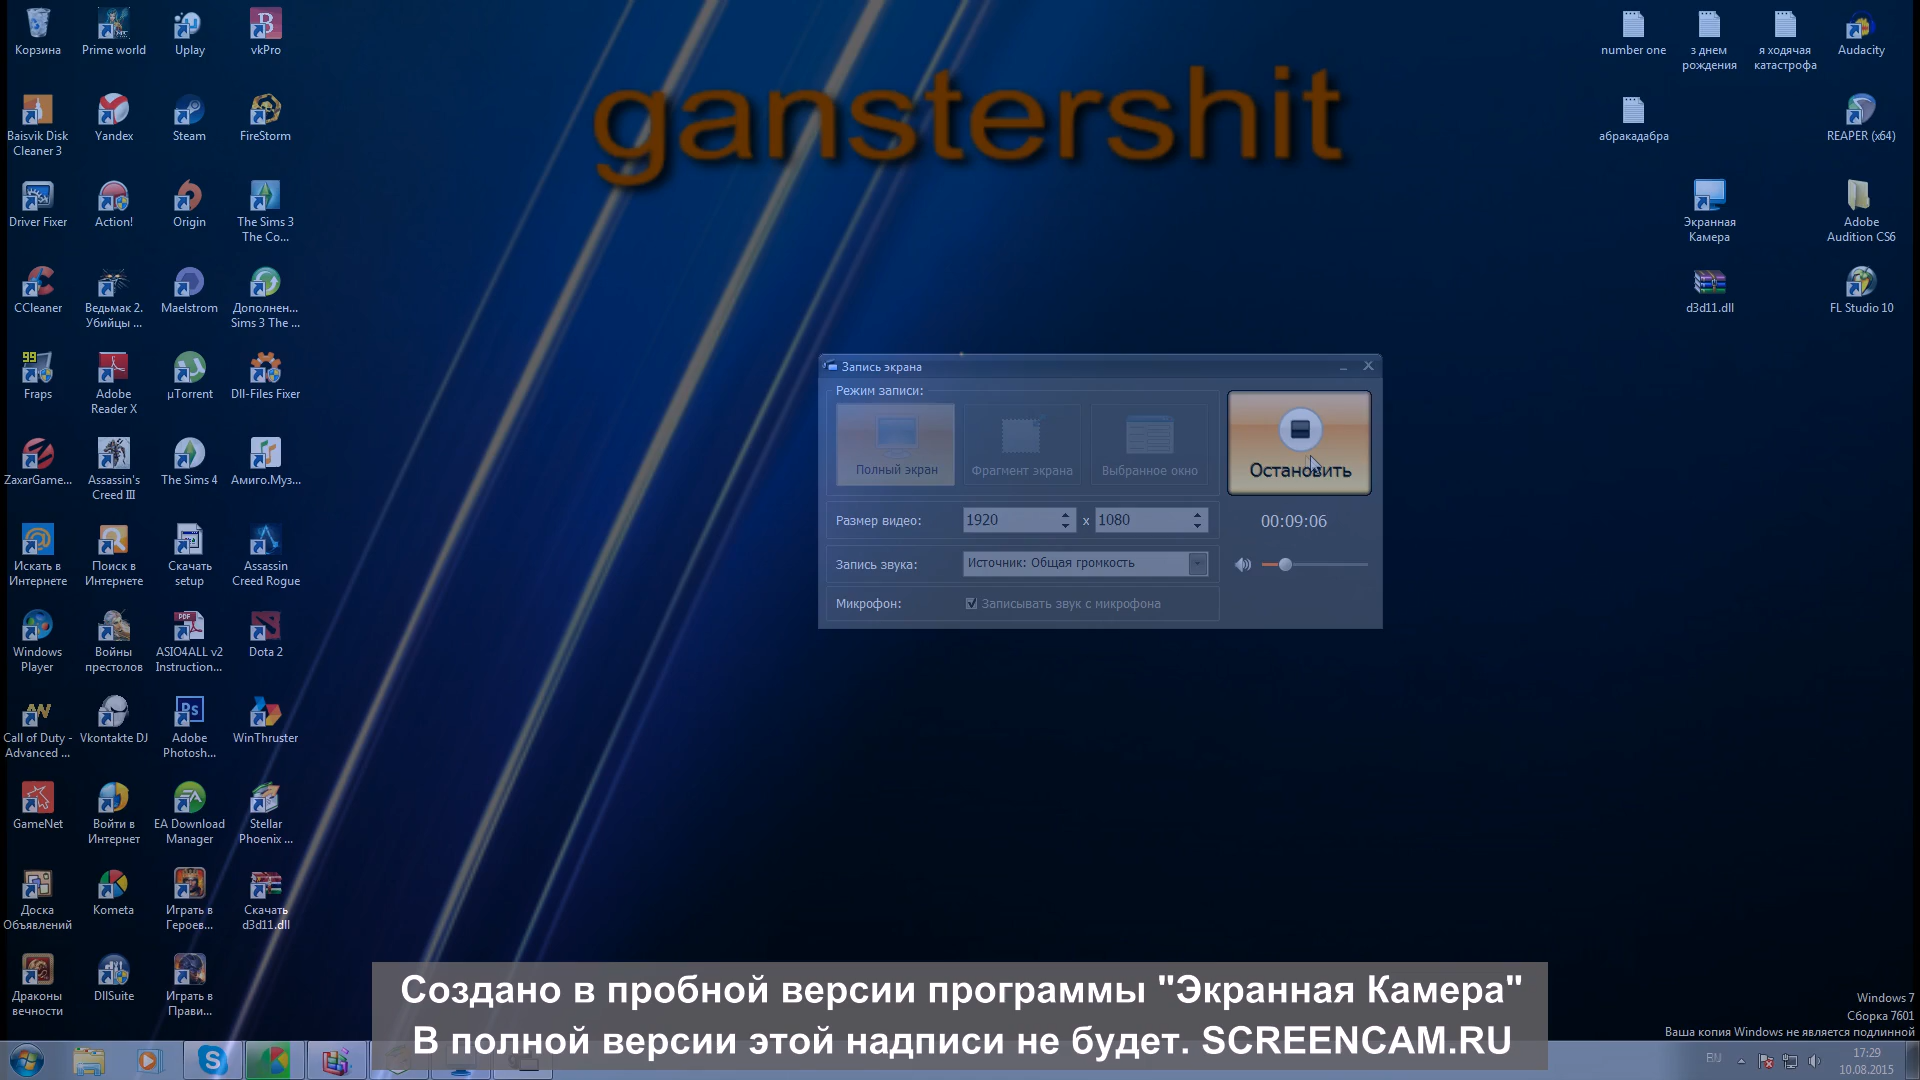 ganstershit
Корзина
Prime world
Uplay
vkPro
Baisvik Disk
Cleaner 3
Yandex
Steam
FireStorm
Driver Fixer
Action!
Origin
The Sims 3
The Co...
CCleaner
Ведьмак 2.
Убийцы ...
Maelstrom
Дополнен...
Sims 3 The ...
99
Fraps
Adobe
Reader X
µTorrent
Dll-Files Fixer
ZaxarGame...
Assassin's
Creed III
The Sims 4
Амиго.Муз...
Искать в
Интернете
Поиск в
Интернете
Скачать
setup
Assassin
Creed Rogue
Windows
Player
Войны
престолов
PDF
ASIO4ALL v2
Instruction...
Dota 2
Call of Duty -
Advanced ...
Vkontakte DJ
Ps
Adobe
Photosh...
WinThruster
GameNet
Войти в
Интернет
EA
EA Download
Manager
Stellar
Phoenix ...
Доска
Объявлений
Kometa
Играть в
Героев...
Скачать
d3d11.dll
Драконы
вечности
DllSuite
Играть в
Прави...
number one
з днем
рождения
я ходячая
катастрофа
Audacity
абракадабра
REAPER (x64)
Экранная
Камера
Adobe
Audition CS6
d3d11.dll
FL Studio 10
Запись экрана
Режим записи:
Полный экран
Фрагмент экрана
Выбранное окно
Остановить
Размер видео:
1920 x 1080
00:09:06
Запись звука:
Источник: Общая громкость
Микрофон:
Записывать звук с микрофона
Создано в пробной версии программы "Экранная Камера"
В полной версии этой надписи не будет. SCREENCAM.RU
Windows 7
Сборка 7601
Ваша копия Windows не является подлинной
RU
17:29
10.08.2015